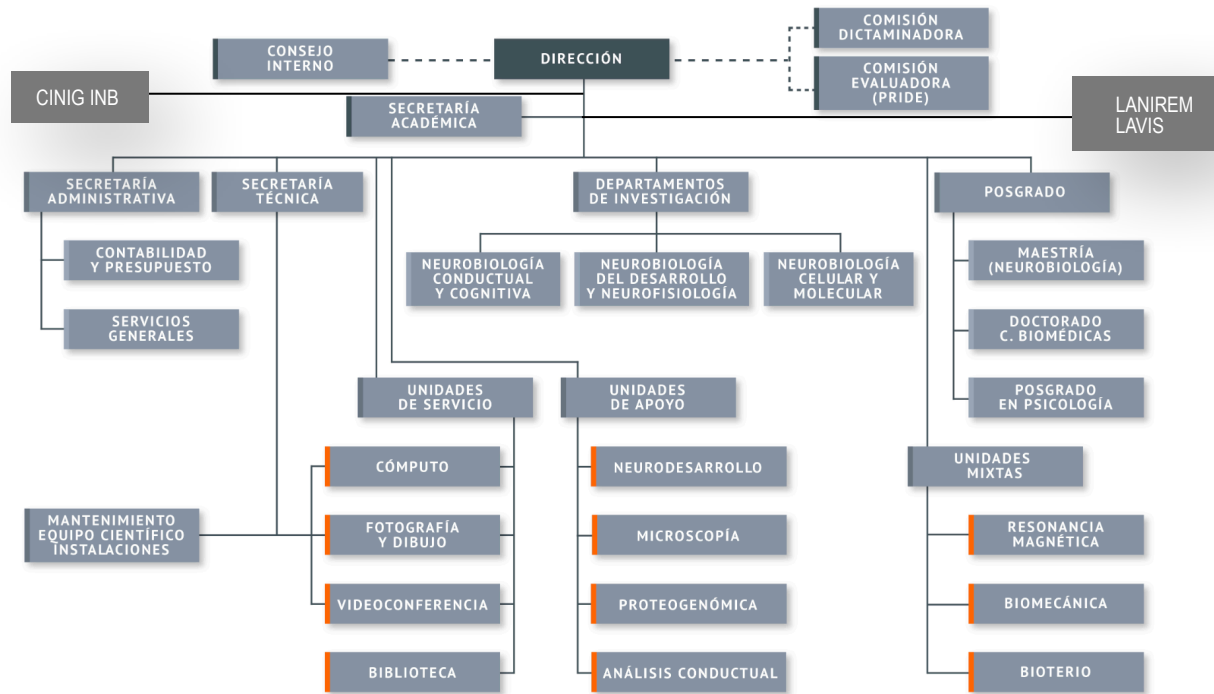 CONSEJO
INTERNO
DIRECCIÓN
COMISIÓN
DICTAMINADORA
COMISIÓN
EVALUADORA
(PRIDE)
CINIG INB
SECRETARÍA
ACADÉMICA
LANIREM
LAVIS
SECRETARÍA
ADMINISTRATIVA
SECRETARÍA
TÉCNICA
DEPARTAMENTOS
DE INVESTIGACIÓN
POSGRADO
CONTABILIDAD
Y PRESUPUESTO
SERVICIOS
GENERALES
NEUROBIOLOGÍA
CONDUCTUAL
Y COGNITIVA
NEUROBIOLOGÍA
DEL DESARROLLO
Y NEUROFISIOLOGÍA
NEUROBIOLOGÍA
CELULAR Y
MOLECULAR
MAESTRÍA
(NEUROBIOLOGÍA)
DOCTORADO
C. BIOMÉDICAS
POSGRADO
EN PSICOLOGÍA
UNIDADES
DE SERVICIO
UNIDADES
DE APOYO
UNIDADES
MIXTAS
MANTENIMIENTO
EQUIPO CIENTÍFICO
INSTALACIONES
CÓMPUTO
FOTOGRAFÍA
Y DIBUJO
VIDEOCONFERENCIA
BIBLIOTECA
NEURODESARROLLO
MICROSCOPÍA
PROTEOGENÓMICA
ANÁLISIS CONDUCTUAL
RESONANCIA
MAGNÉTICA
BIOMECÁNICA
BIOTERIO